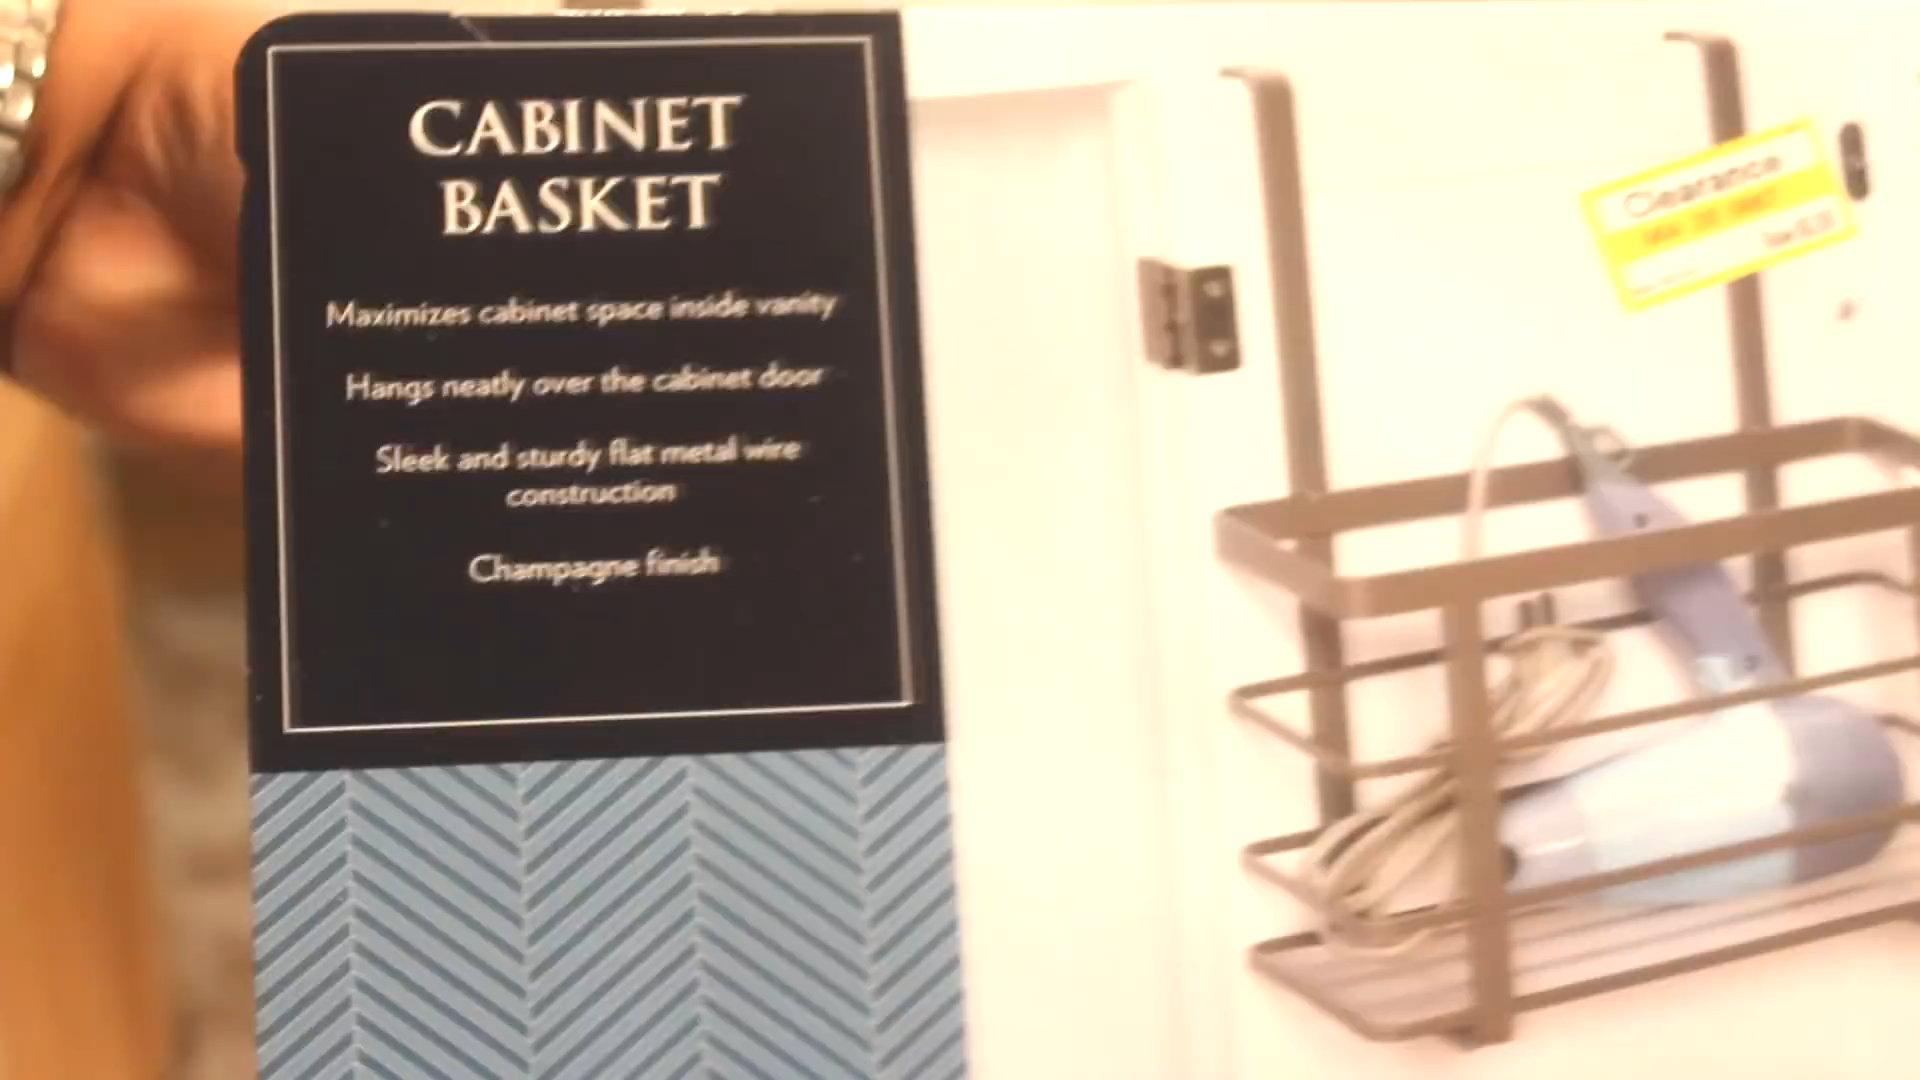 CABINET
BASKET
Maximizes cabinet space inside vanity
Hangs neatly over the cabinet door
Sleek and sturdy flat metal wire
construction
Champagne finish
Clearance